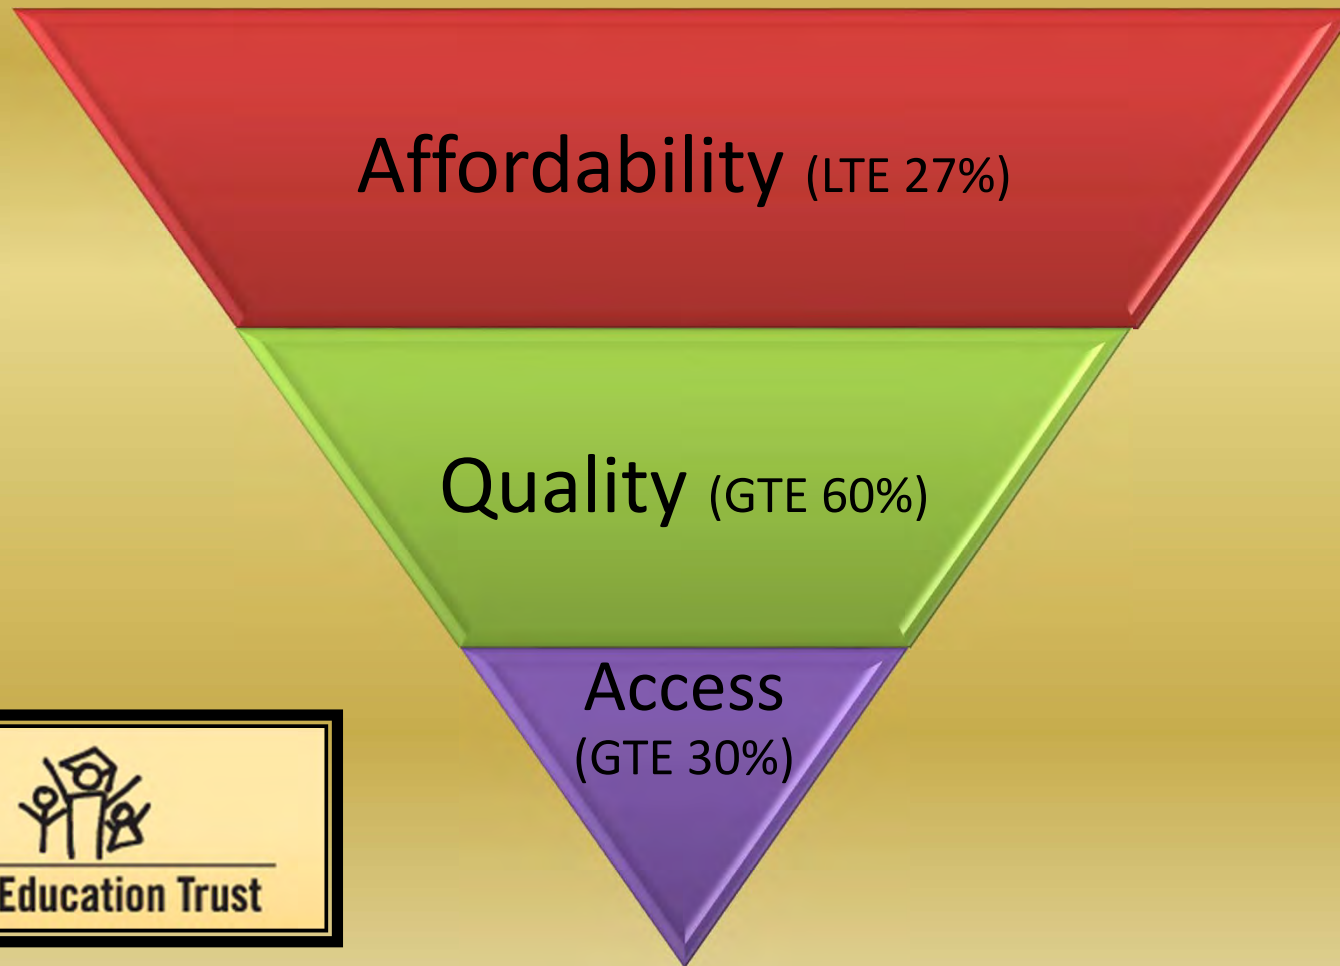 Affordability (LTE 27%)
Quality (GTE 60%)
Access
(GTE 30%)
Education Trust